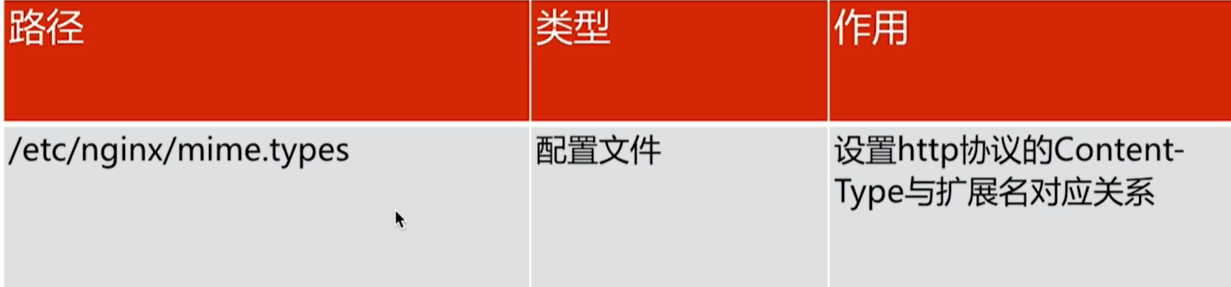 路径
类型
作用
/etc/nginx/mime.types
配置文件
设置http协议的Content-
Type与扩展名对应关系